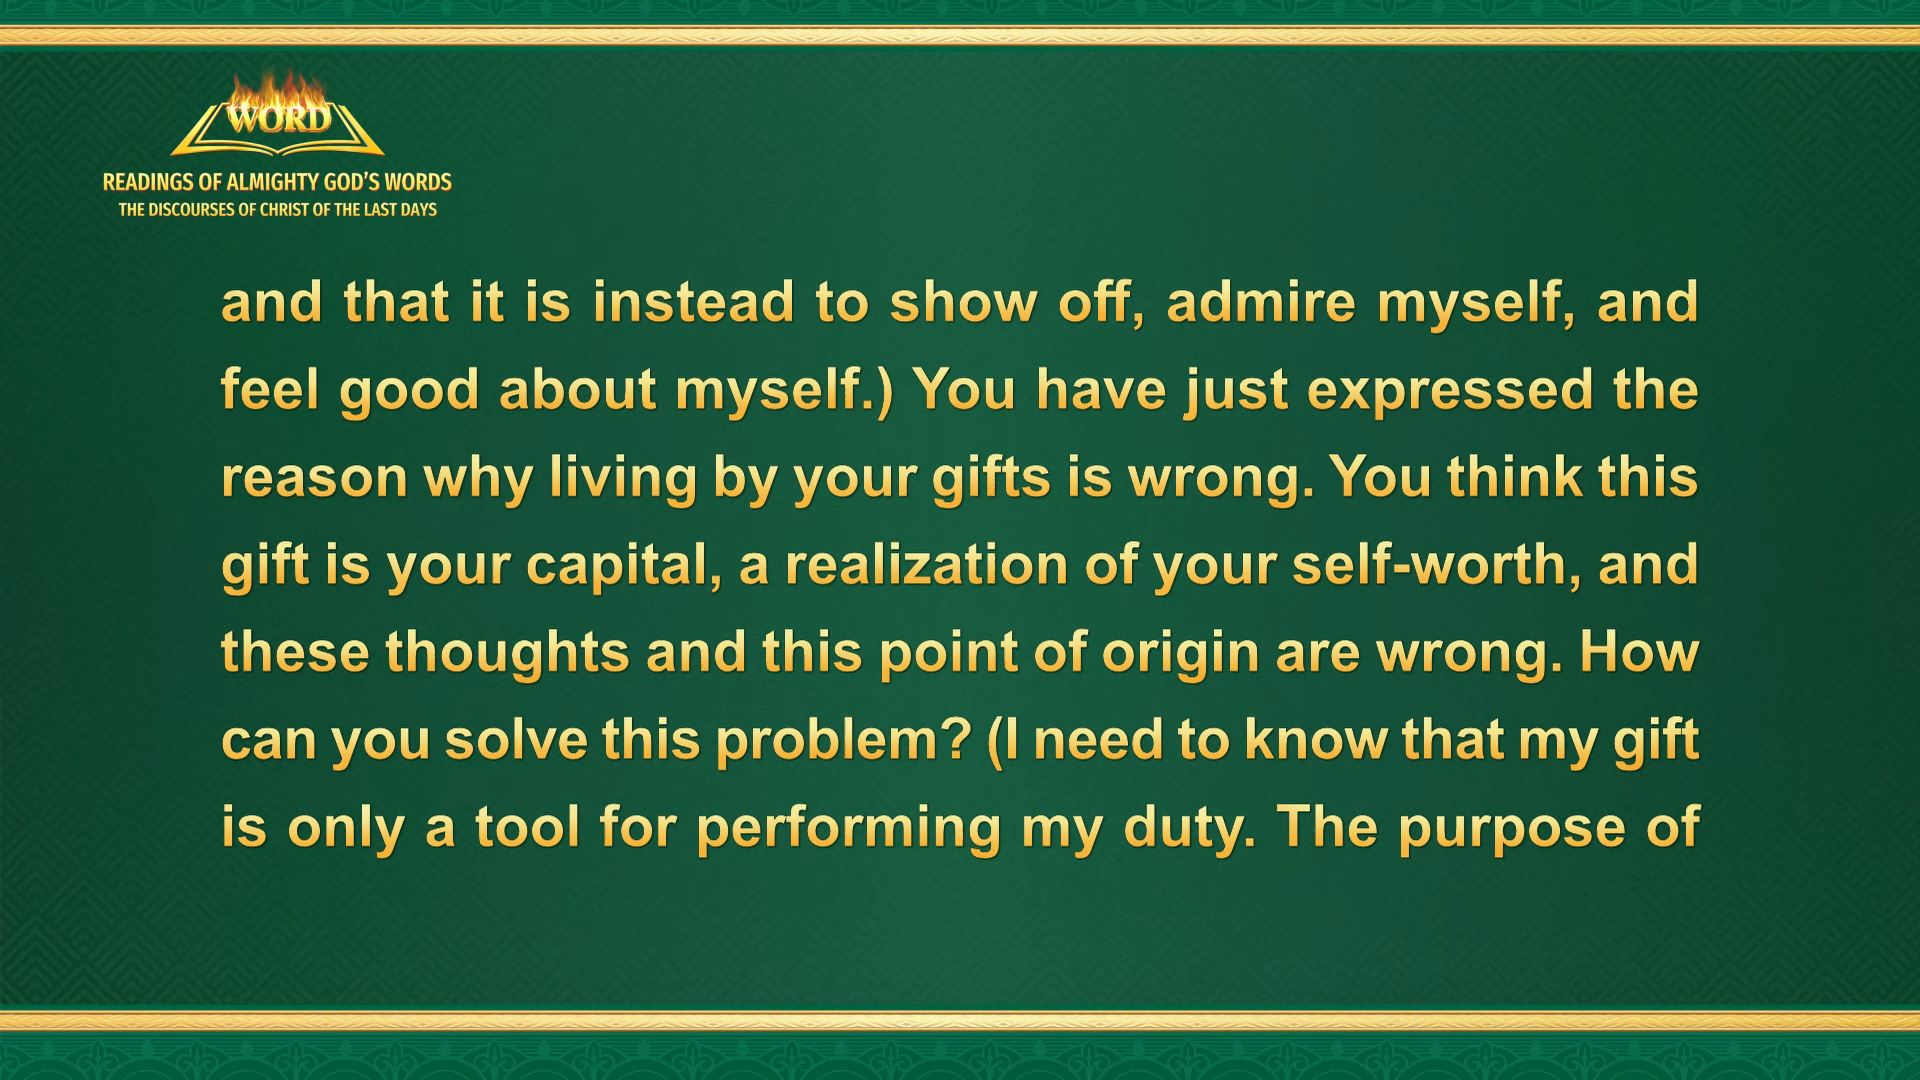 WORD
READINGS OF ALMIGHTY GOD'S WORDS
THE DISCOURSES OF CHRIST OF THE LAST DAYS
and that it is instead to show off, admire myself, and
feel good about myself.) You have just expressed the
reason why living by your gifts is wrong. You think this
gift is your capital, a realization of your self-worth, and
these thoughts and this point of origin are wrong. How
can you solve this problem? (I need to know that my gift
is only a tool for performing my duty. The purpose of